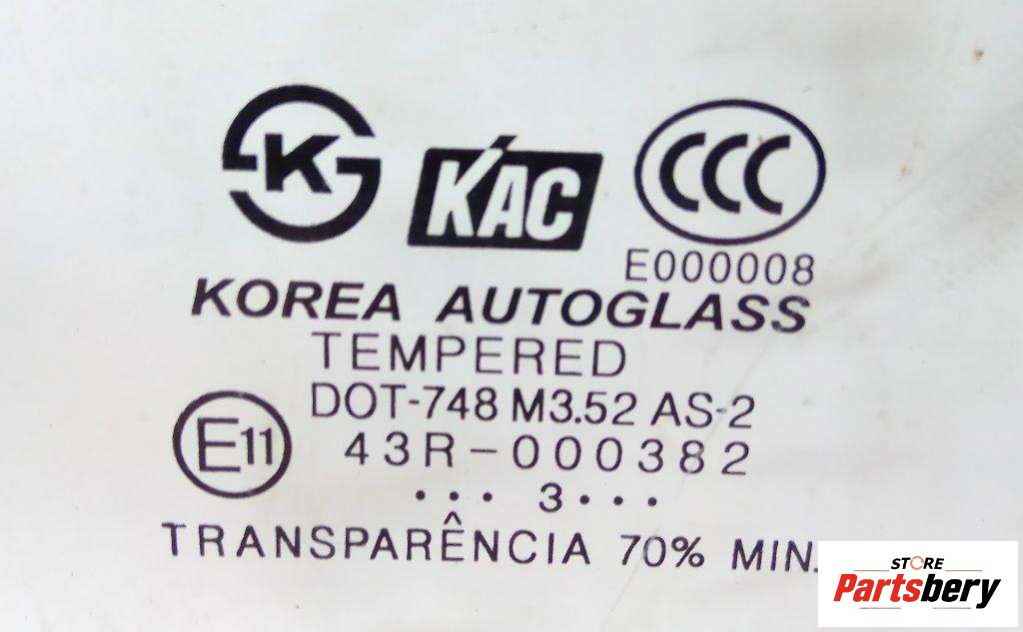 K KAC CCC
E000008
KOREA AUTOGLASS
TEMPERED
DOT-748 M3.52 AS-2
E11 43R-000382
••• 3•••
TRANSPARÊNCIA 70% MIN.
STORE
Partsbery